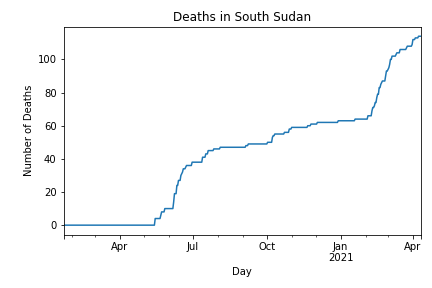 Deaths in South Sudan
Number of Deaths
100
80
60
40
20
0
Apr
Jul
Oct
Jan
2021
Apr
Day